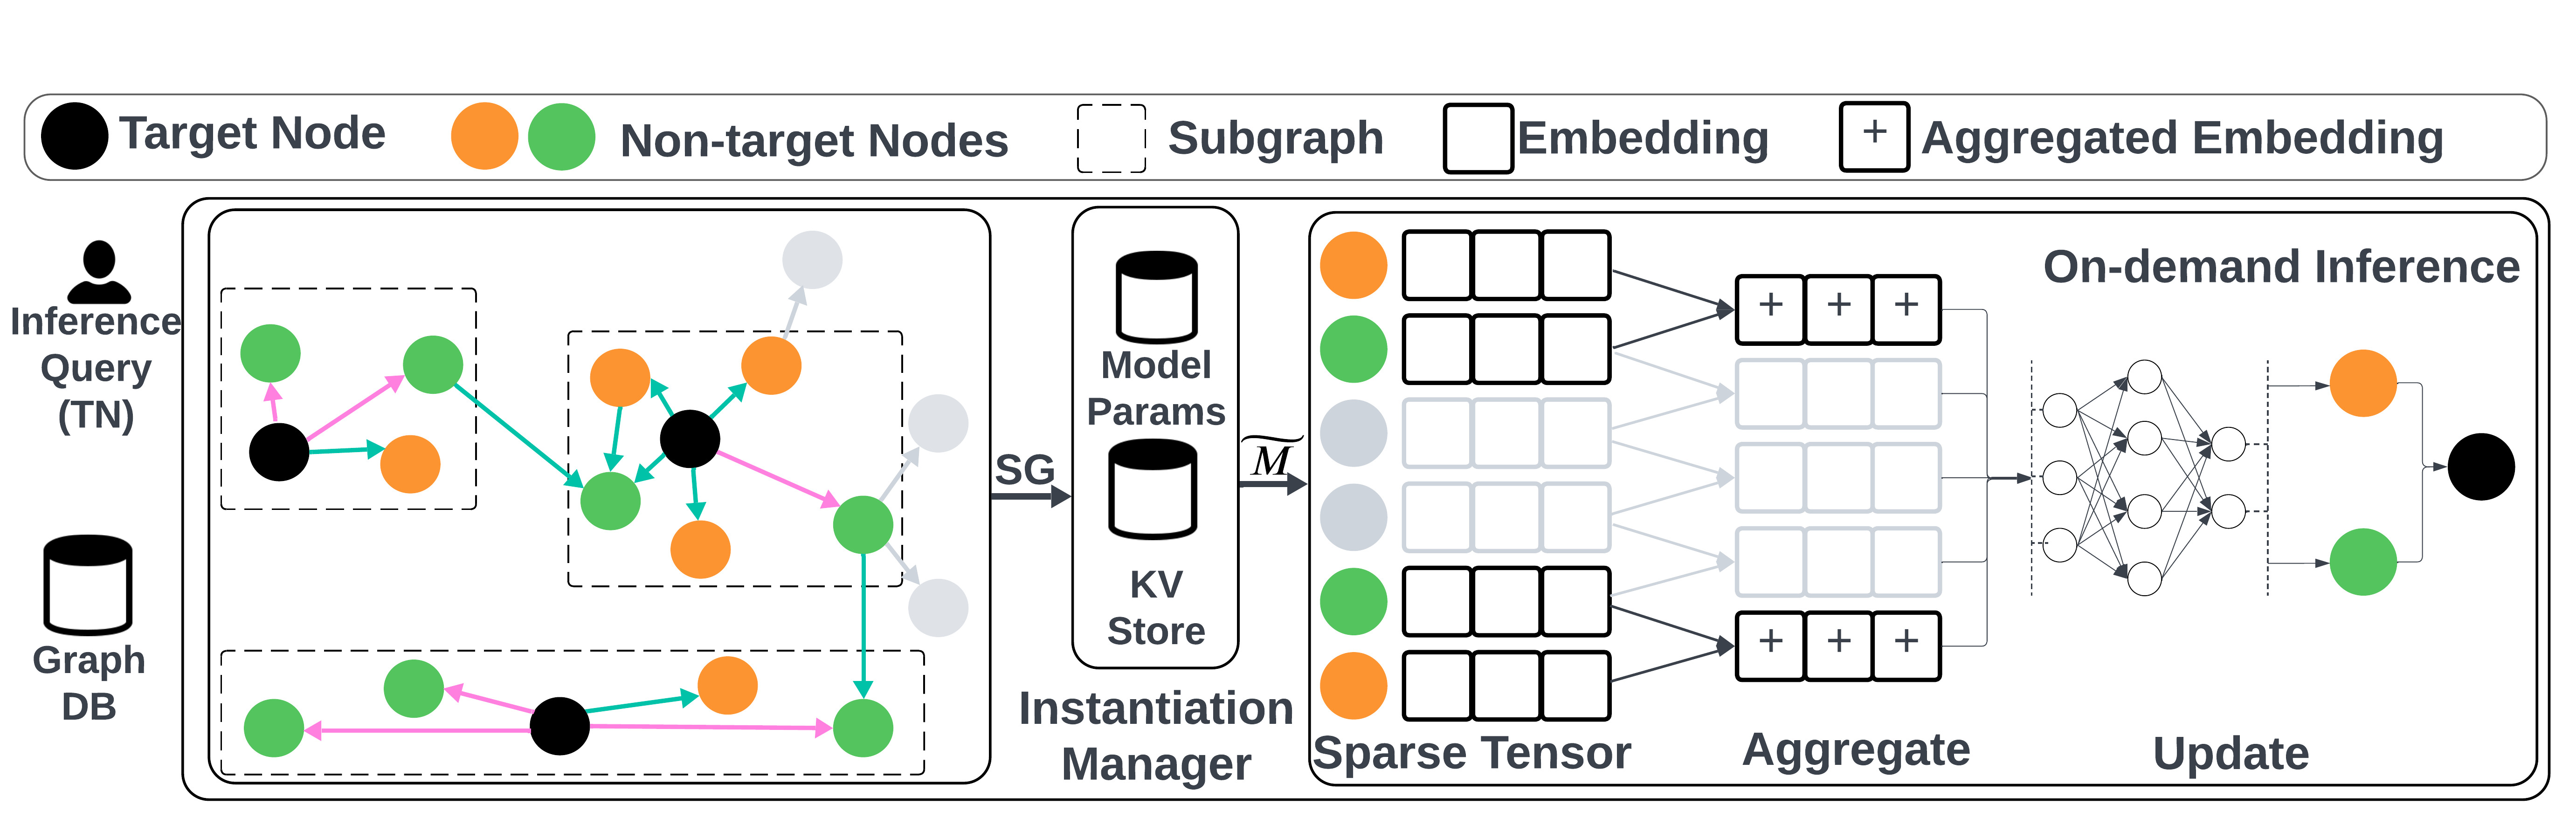 Target Node
Non-target Nodes
Subgraph
Embedding
+
Aggregated Embedding
Inference
Query
(TN)
Graph
DB
SG
Model
Params
KV
Store
Instantiation
Manager
M̃
Sparse Tensor
+ + +
+ + +
Aggregate
On-demand Inference
Update